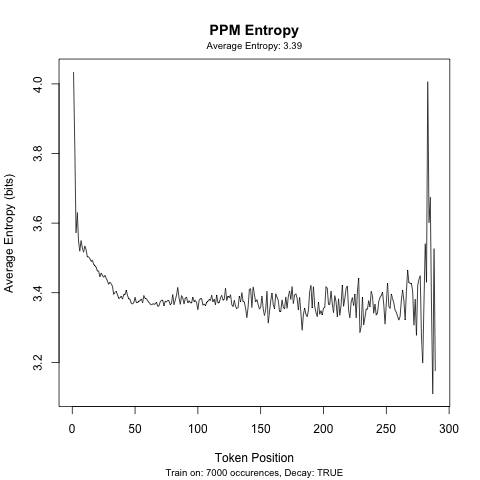 PPM Entropy
Average Entropy: 3.39
Average Entropy (bits)
4.0
3.8
3.6
3.4
3.2
0 50 100 150 200 250 300
Token Position
Train on: 7000 occurences, Decay: TRUE